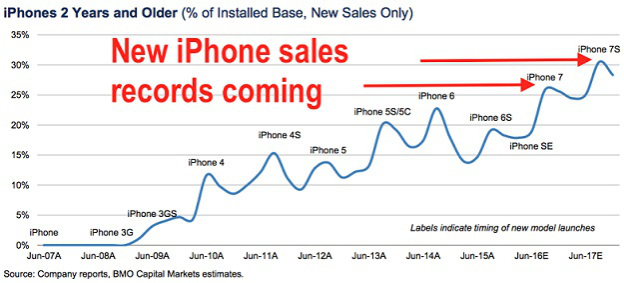 iPhones 2 Years and Older (% of Installed Base, New Sales Only)
35%
30%
25%
20%
15%
10%
5%
0%
New iPhone sales
records coming
iPhone
iPhone 3G
iPhone 3GS
iPhone 4
iPhone 4S
iPhone 5
iPhone 5S/5C
iPhone 6
iPhone 6S
iPhone SE
iPhone 7
iPhone 7S
Labels indicate timing of new model launches
Jun-07A Jun-08A Jun-09A Jun-10A Jun-11A Jun-12A Jun-13A Jun-14A Jun-15A Jun-16E Jun-17E
Source: Company reports, BMO Capital Markets estimates.